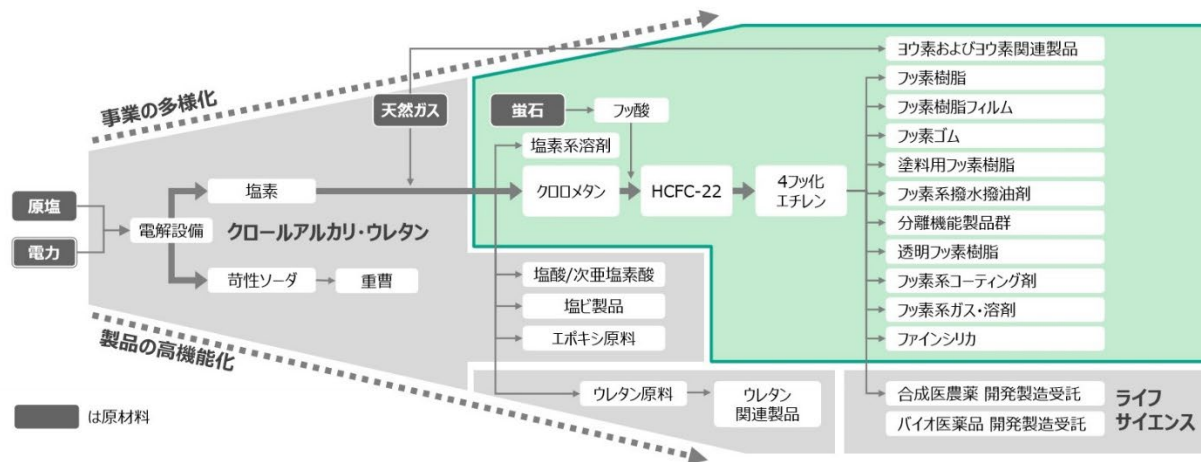 事業の多様化
天然ガス
蛍石
フッ酸
塩素系溶剤
原塩
電力
電解設備
塩素
クロールアルカリ・ウレタン
苛性ソーダ
重曹
クロロメタン
HCFC-22
4フッ化
エチレン
ヨウ素およびヨウ素関連製品
フッ素樹脂
フッ素樹脂フィルム
フッ素ゴム
塗料用フッ素樹脂
フッ素系撥水撥油剤
分離機能製品群
透明フッ素樹脂
フッ素系コーティング剤
フッ素系ガス・溶剤
ファインシリカ
塩酸/次亜塩素酸
塩ビ製品
エポキシ原料
製品の高機能化
ウレタン原料
ウレタン
関連製品
合成医農薬 開発製造受託
バイオ医薬品 開発製造受託
ライフ
サイエンス
は原材料